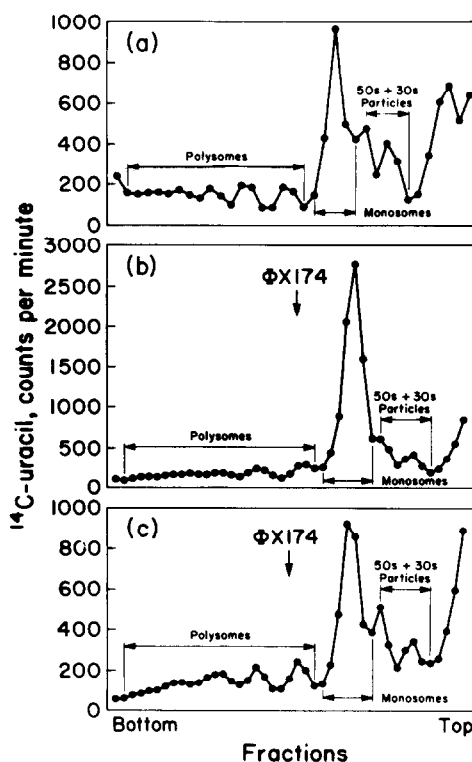 ¹⁴C-uracil, counts per minute
(a)
1000
800
600
400
200
0
50s + 30s
Particles
Polysomes
Monosomes
(b)
3000
2500
2000
1500
1000
500
0
ΦX174
50s + 30s
Particles
Polysomes
Monosomes
(c)
1000
800
600
400
200
0
ΦX174
50s + 30s
Particles
Polysomes
Monosomes
Bottom Top
Fractions